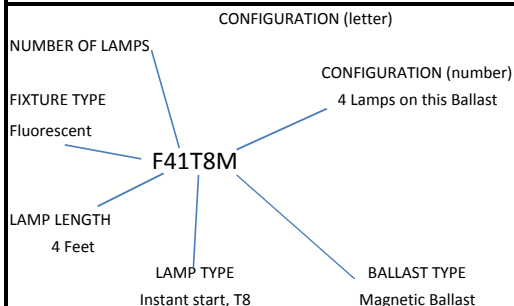 CONFIGURATION (letter)
NUMBER OF LAMPS
CONFIGURATION (number)
FIXTURE TYPE
4 Lamps on this Ballast
Fluorescent
F41T8M
LAMP LENGTH
4 Feet
LAMP TYPE
BALLAST TYPE
Instant start, T8
Magnetic Ballast